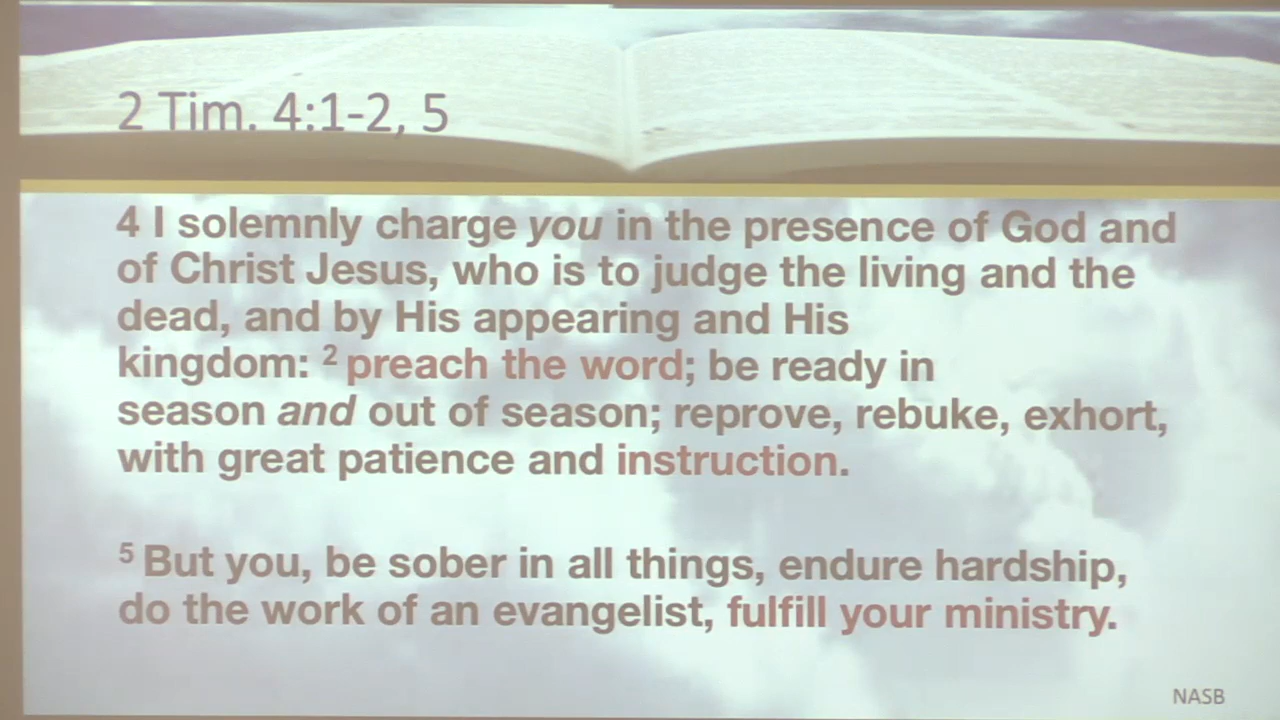 2 Tim. 4:1-2, 5
4 I solemnly charge you in the presence of God and
of Christ Jesus, who is to judge the living and the
dead, and by His appearing and His
kingdom: ² preach the word; be ready in
season and out of season; reprove, rebuke, exhort,
with great patience and instruction.
⁵ But you, be sober in all things, endure hardship,
do the work of an evangelist, fulfill your ministry.
NASB